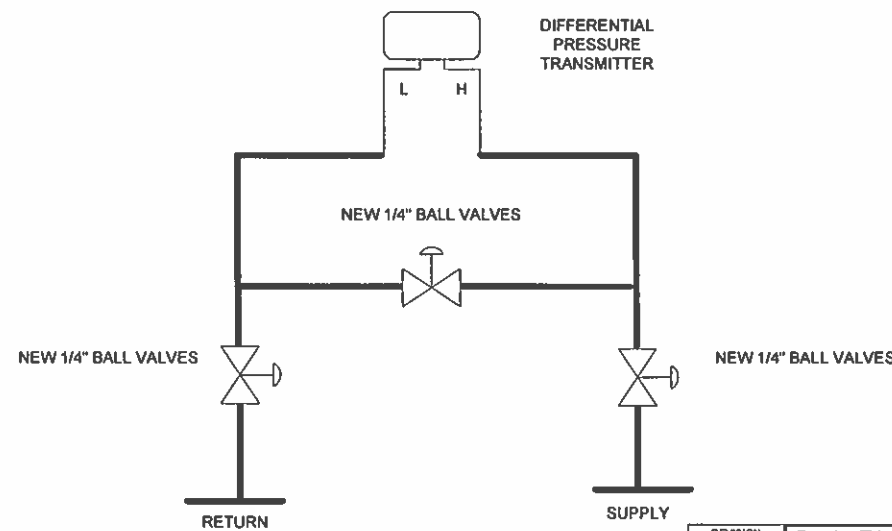 DIFFERENTIAL
PRESSURE
TRANSMITTER
L H
NEW 1/4" BALL VALVES
NEW 1/4" BALL VALVES
NEW 1/4" BALL VALVES
RETURN
SUPPLY